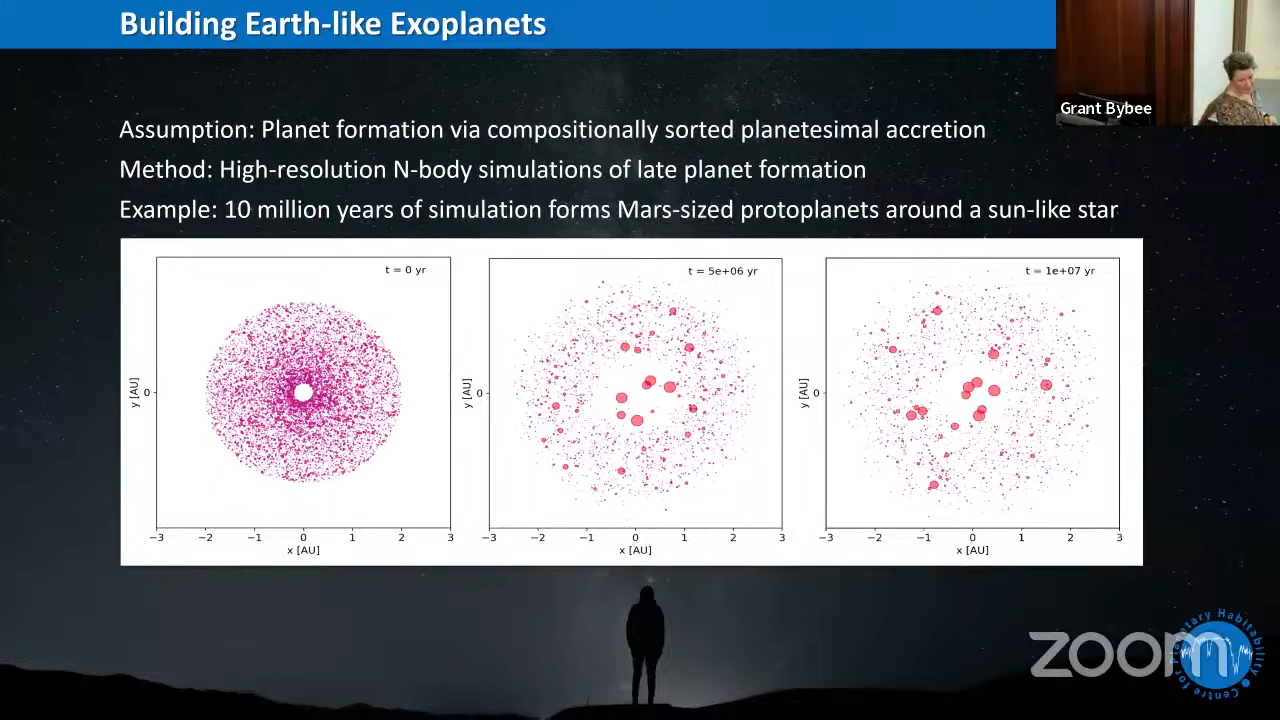 Building Earth-like Exoplanets
Grant Bybee
Assumption: Planet formation via compositionally sorted planetesimal accretion
Method: High-resolution N-body simulations of late planet formation
Example: 10 million years of simulation forms Mars-sized protoplanets around a sun-like star
t = 0 yr
y [AU]
0
−3 −2 −1 0 1 2 3
x [AU]
t = 5e+06 yr
y [AU]
0
−3 −2 −1 0 1 2 3
x [AU]
t = 1e+07 yr
y [AU]
0
−3 −2 −1 0 1 2 3
x [AU]
zoom
Centre for Planetary Habitability